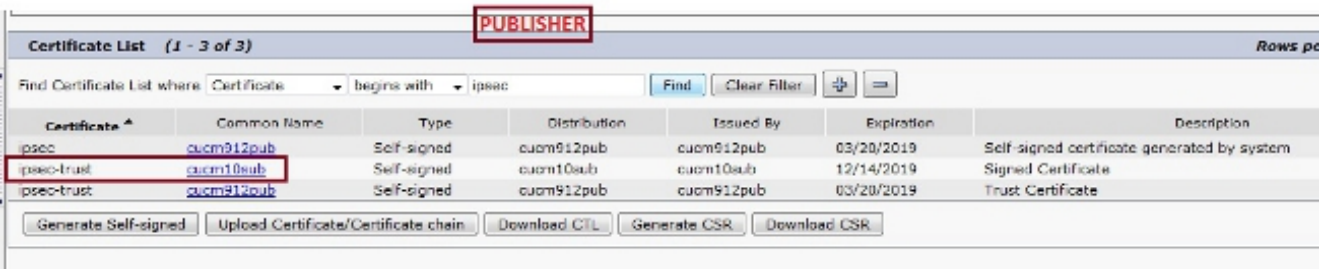 PUBLISHER
Certificate List (1 - 3 of 3) Rows pe
Find Certificate List where Certificate begins with ipsec Find Clear Filter
Certificate Common Name Type Distribution Issued By Expiration Description
ipsec cucm912pub Self-signed cucm912pub cucm912pub 03/20/2019 Self-signed certificate generated by system
ipsec-trust cucm10sub Self-signed cucm10sub cucm10sub 12/14/2019 Signed Certificate
ipsec-trust cucm912pub Self-signed cucm912pub cucm912pub 03/20/2019 Trust Certificate
Generate Self-signed Upload Certificate/Certificate chain Download CTL Generate CSR Download CSR